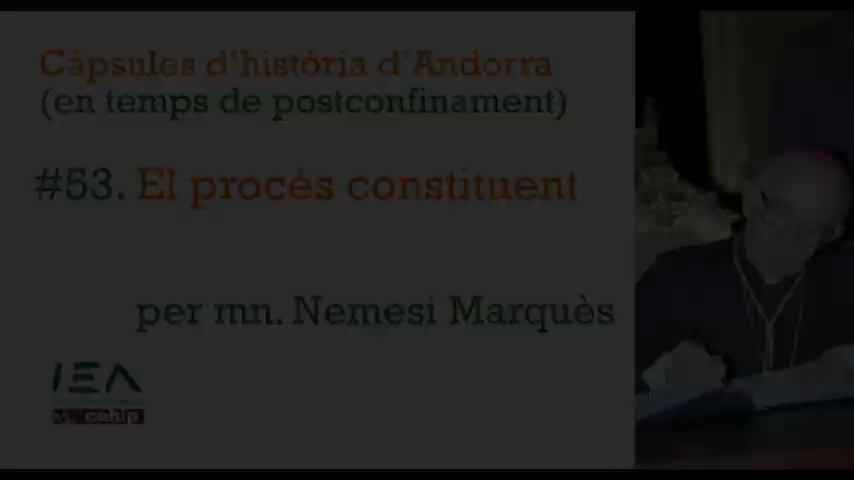 Càpsules d'història d'Andorra
(en temps de postconfinament)
#53. El procés constituent
per mn. Nemesi Marquès
IEA